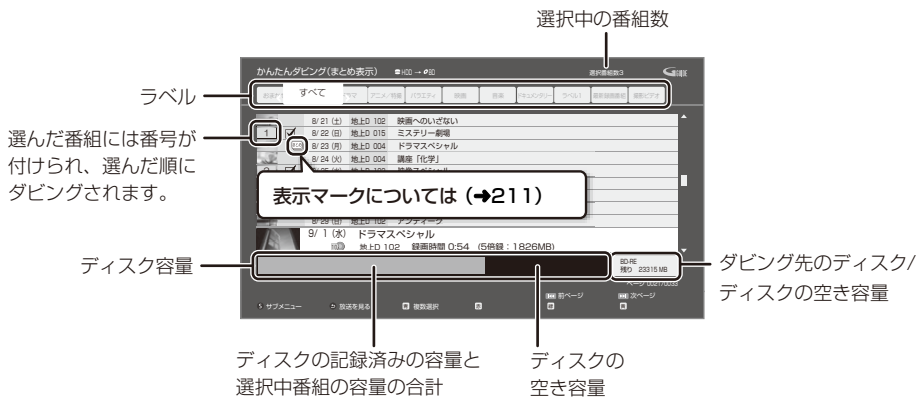 選択中の番組数
かんたんダビング(まとめ表示) HDD → BD
選択番組数3
ラベル
すべて
アニメ/特撮 バラエティ 映画 音楽 ドキュメンタリー ラベル1
選んだ番組には番号が
付けられ、選んだ順に
ダビングされます。
8/21(土) 地上D 102 映画へのいざない
1 8/22(日) 地上D 015 ミステリー劇場
8/23(月) 地上D 004 ドラマスペシャル
8/24(火) 地上D 004 講座「化学」
表示マークについては(➔211)
8/29(日) 地上D 102 アンティーク
9/ 1(水) ドラマスペシャル
地上D 102 録画時間 0:54 (5倍録:1826MB)
ディスク容量
BD-RE
残り 23315 MB
ダビング先のディスク/
ディスクの空き容量
ページ 002170033
S サブメニュー 放送を見る 複数選択 前ページ 次ページ
ディスクの記録済みの容量と
選択中番組の容量の合計
ディスクの
空き容量